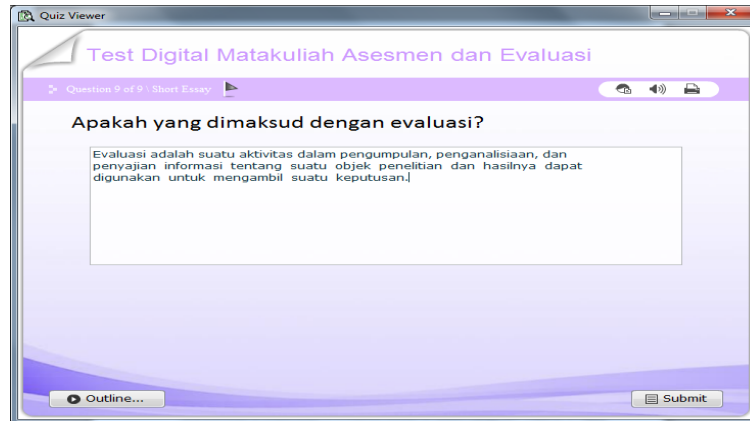 Quiz Viewer
Test Digital Matakuliah Asesmen dan Evaluasi
Question 9 of 9 \ Short Essay
Apakah yang dimaksud dengan evaluasi?
Evaluasi adalah suatu aktivitas dalam pengumpulan, penganalisiaan, dan
penyajian informasi tentang suatu objek penelitian dan hasilnya dapat
digunakan untuk mengambil suatu keputusan.
Outline...
Submit